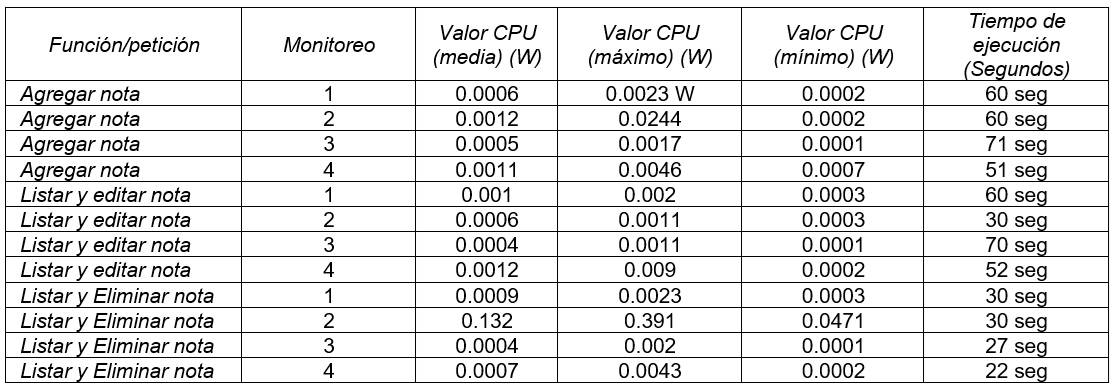 Función/petición Monitoreo Valor CPU (media) (W) Valor CPU (máximo) (W) Valor CPU (mínimo) (W) Tiempo de ejecución (Segundos)
Agregar nota 1 0.0006 0.0023 W 0.0002 60 seg
Agregar nota 2 0.0012 0.0244 0.0002 60 seg
Agregar nota 3 0.0005 0.0017 0.0001 71 seg
Agregar nota 4 0.0011 0.0046 0.0007 51 seg
Listar y editar nota 1 0.001 0.002 0.0003 60 seg
Listar y editar nota 2 0.0006 0.0011 0.0003 30 seg
Listar y editar nota 3 0.0004 0.0011 0.0001 70 seg
Listar y editar nota 4 0.0012 0.009 0.0002 52 seg
Listar y Eliminar nota 1 0.0009 0.0023 0.0003 30 seg
Listar y Eliminar nota 2 0.132 0.391 0.0471 30 seg
Listar y Eliminar nota 3 0.0004 0.002 0.0001 27 seg
Listar y Eliminar nota 4 0.0007 0.0043 0.0002 22 seg